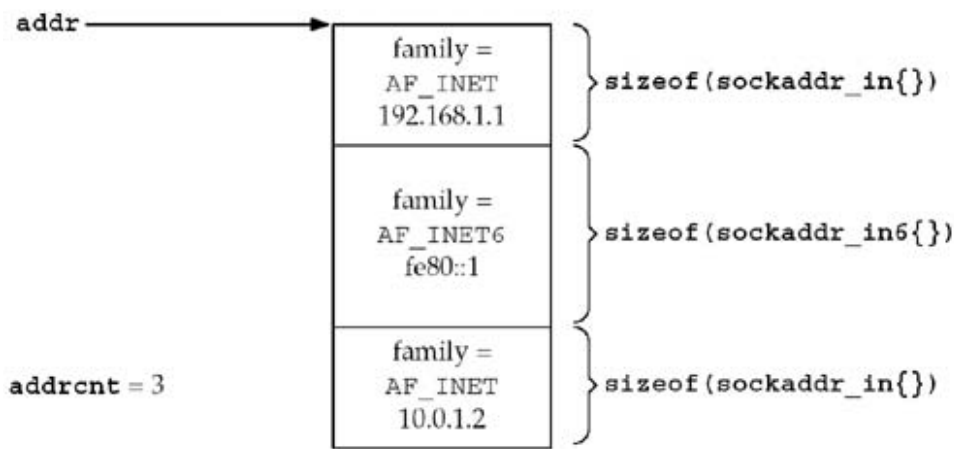 addr
family =
AF_INET
192.168.1.1
sizeof(sockaddr_in{})
family =
AF_INET6
fe80::1
sizeof(sockaddr_in6{})
addrcnt = 3
family =
AF_INET
10.0.1.2
sizeof(sockaddr_in{})